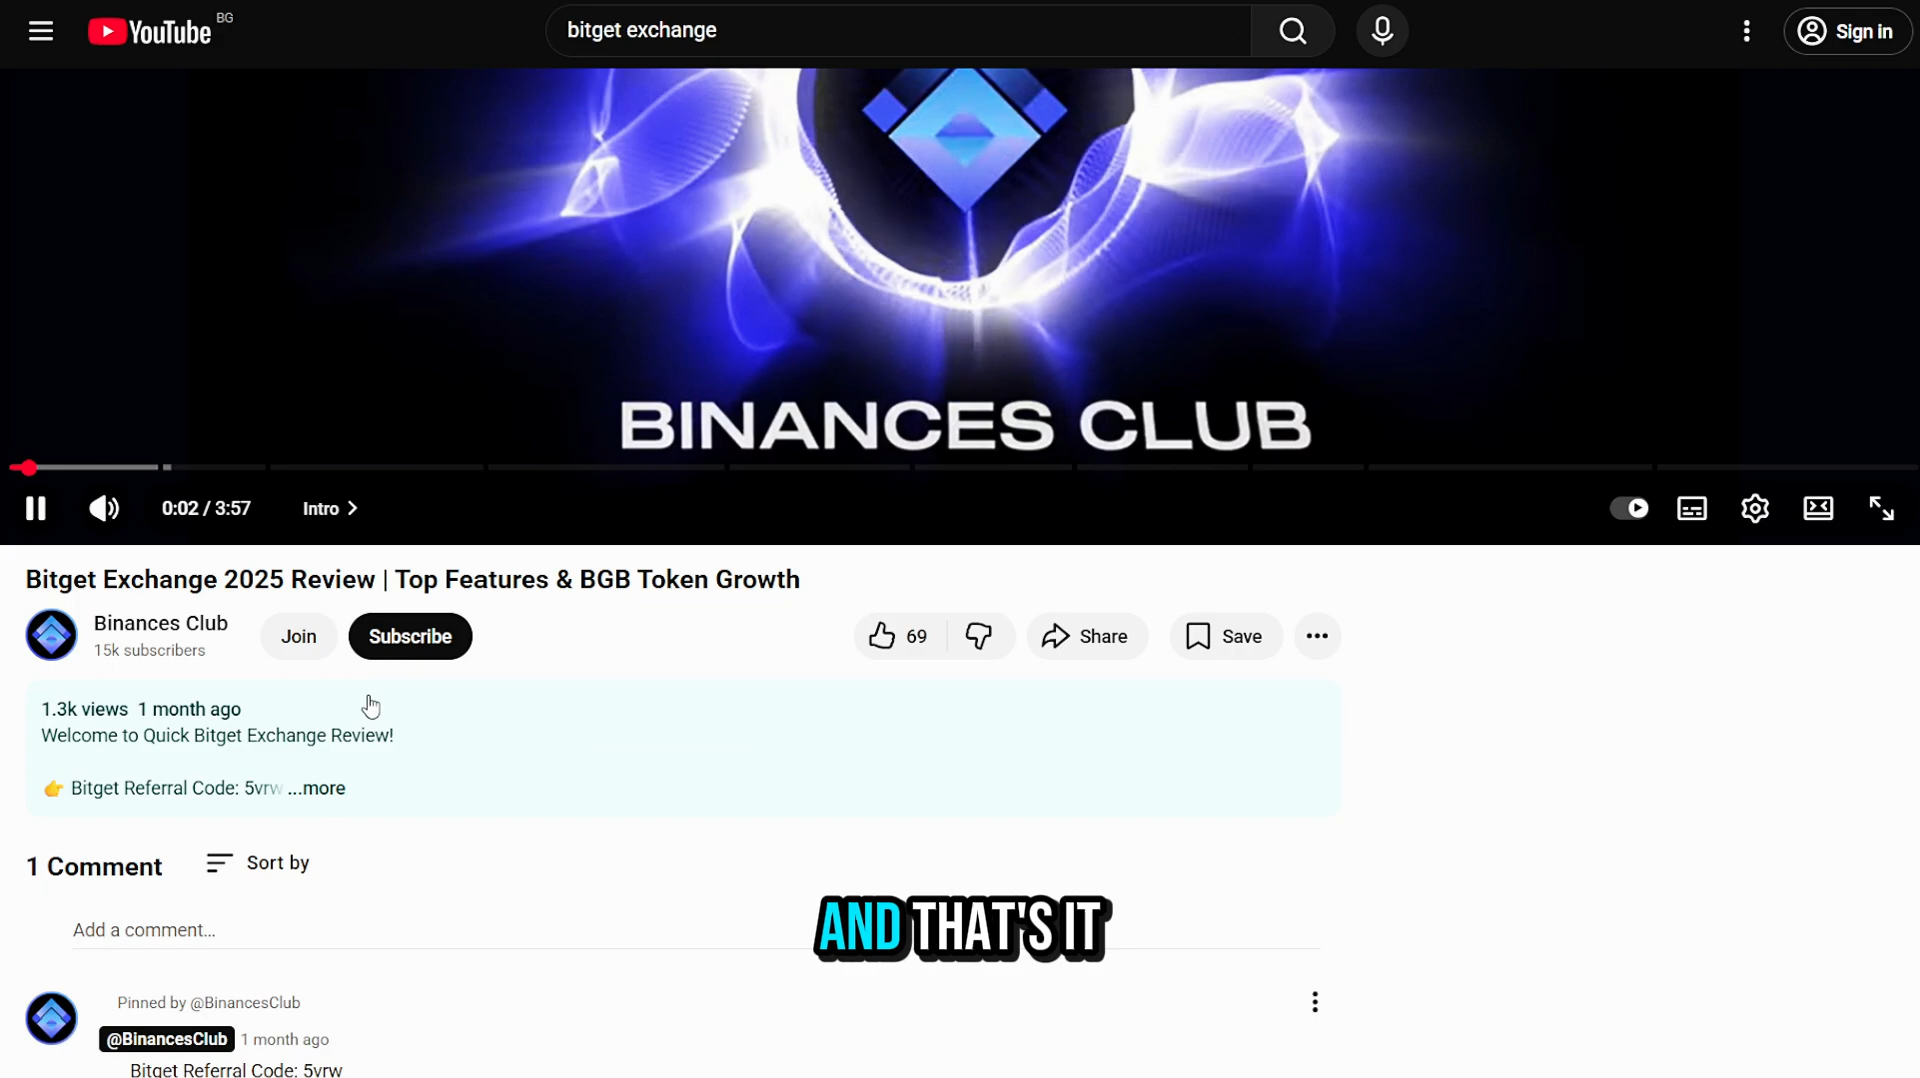 YouTube BG
bitget exchange
Sign in
BINANCES CLUB
0:02 / 3:57
Intro
Bitget Exchange 2025 Review | Top Features & BGB Token Growth
Binances Club
15k subscribers
Join
Subscribe
69
Share
Save
1.3k views 1 month ago
Welcome to Quick Bitget Exchange Review!
👉 Bitget Referral Code: 5vrw ...more
1 Comment
Sort by
Add a comment...
AND THAT'S IT
Pinned by @BinancesClub
@BinancesClub 1 month ago
Bitget Referral Code: 5vrw